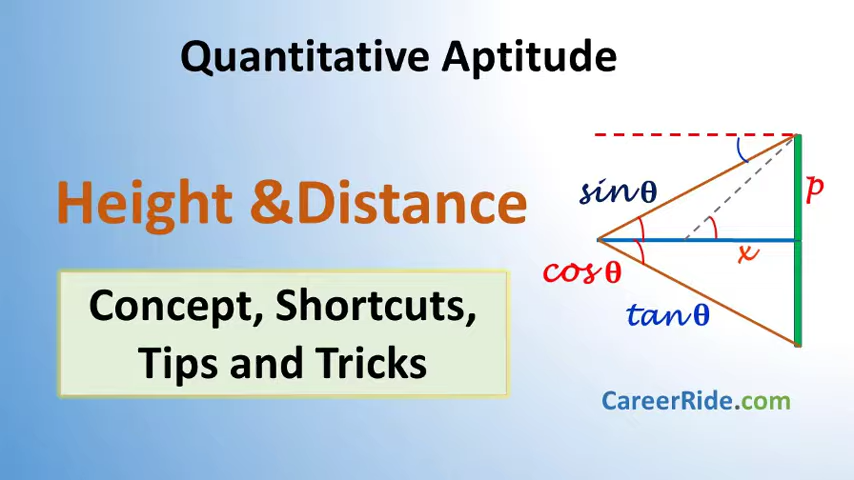 Quantitative Aptitude
Height &Distance
Concept, Shortcuts,
Tips and Tricks
sinθ
p
x
cosθ
tanθ
CareerRide.com